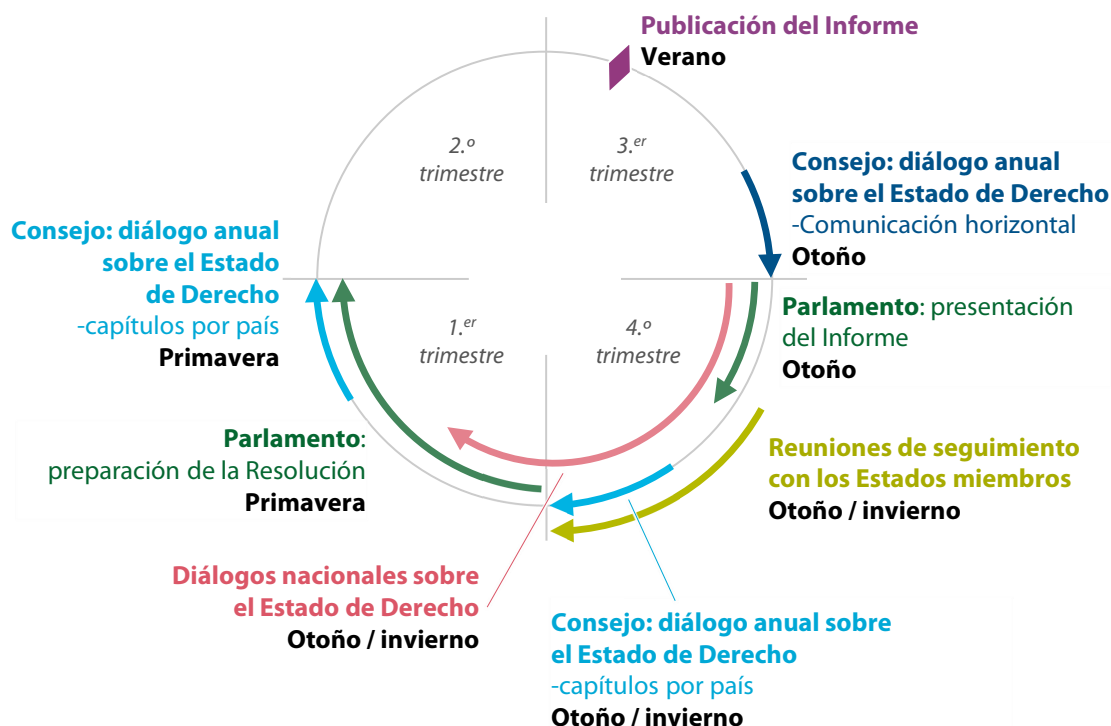 Publicación del Informe
Verano
2.º
trimestre
3.er
trimestre
Consejo: diálogo anual
sobre el Estado de Derecho
-Comunicación horizontal
Otoño
Consejo: diálogo anual
sobre el Estado
de Derecho
-capítulos por país
Primavera
1.er
trimestre
4.º
trimestre
Parlamento: presentación
del Informe
Otoño
Parlamento:
preparación de la Resolución
Primavera
Reuniones de seguimiento
con los Estados miembros
Otoño / invierno
Diálogos nacionales sobre
el Estado de Derecho
Otoño / invierno
Consejo: diálogo anual sobre
el Estado de Derecho
-capítulos por país
Otoño / invierno